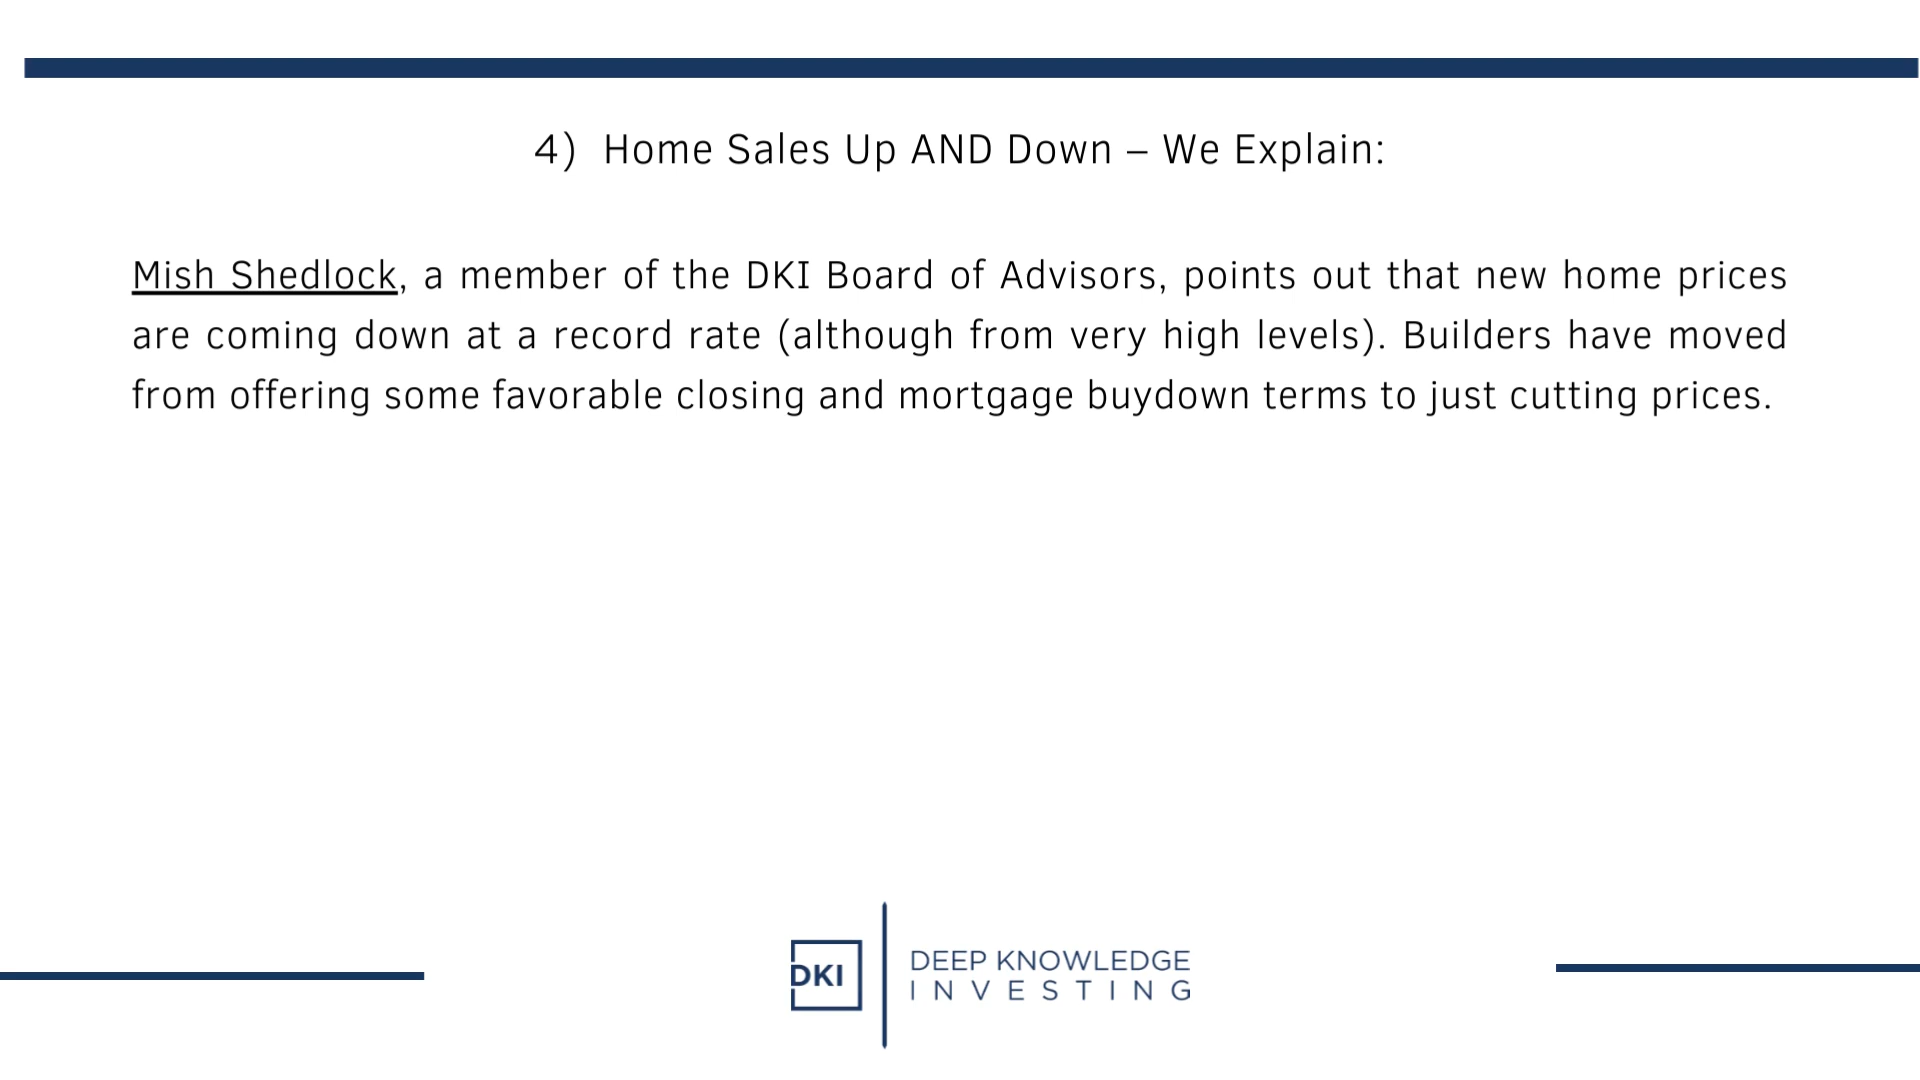 4)  Home Sales Up AND Down – We Explain:
Mish Shedlock, a member of the DKI Board of Advisors, points out that new home prices
are coming down at a record rate (although from very high levels). Builders have moved
from offering some favorable closing and mortgage buydown terms to just cutting prices.
DKI
DEEP KNOWLEDGE
INVESTING